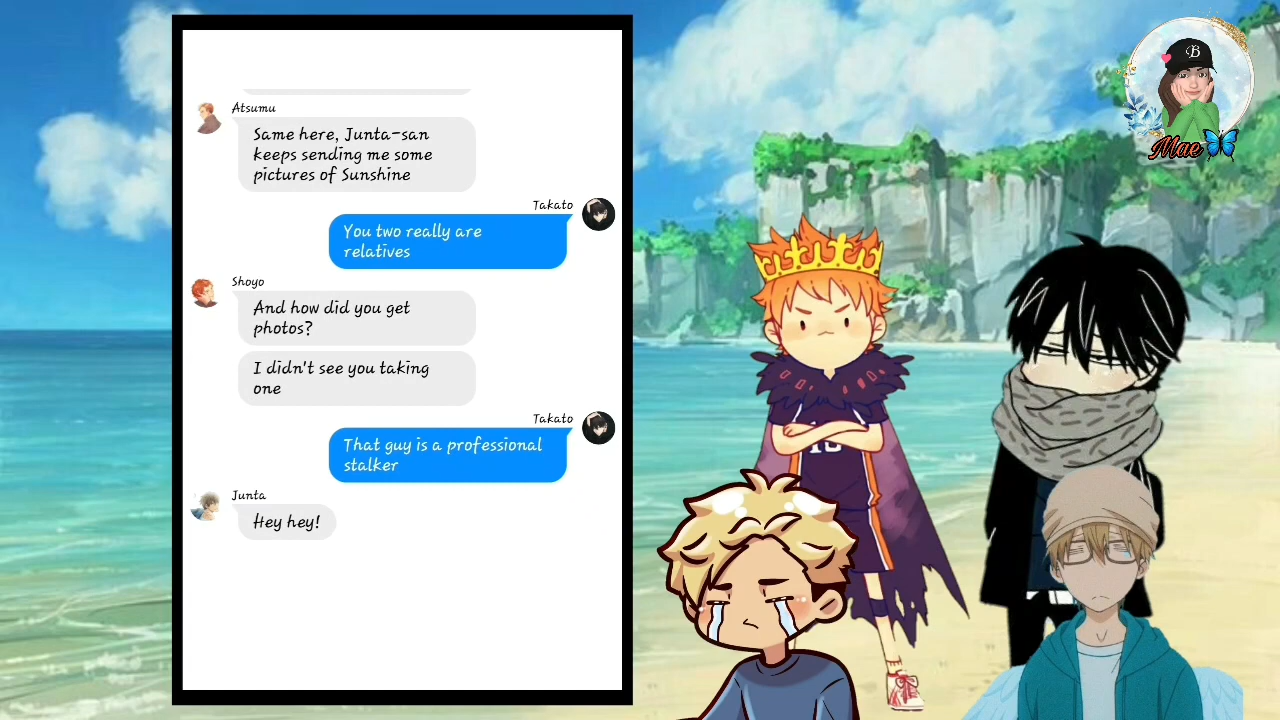 Atsumu
Same here, Junta-san
keeps sending me some
pictures of Sunshine
Takato
You two really are
relatives
Shoyo
And how did you get
photos?
I didn't see you taking
one
Takato
That guy is a professional
stalker
Junta
Hey hey!
B
Mae
10